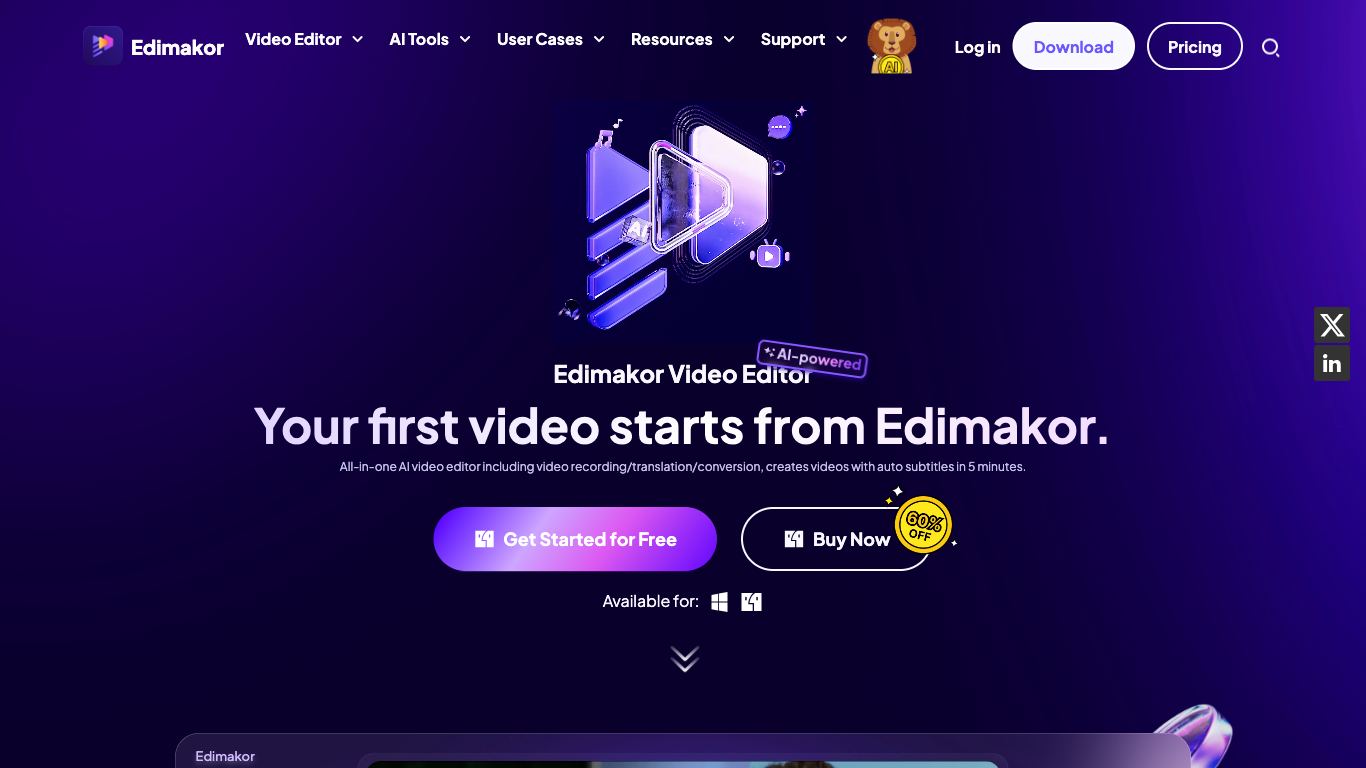 Edimakor
Video Editor
AI Tools
User Cases
Resources
Support
AI
Log in
Download
Pricing
AI
AI-powered
Edimakor Video Editor
Your first video starts from Edimakor.
All-in-one AI video editor including video recording/translation/conversion, creates videos with auto subtitles in 5 minutes.
Get Started for Free
Buy Now
60%
OFF
Available for:
X
in
Edimakor